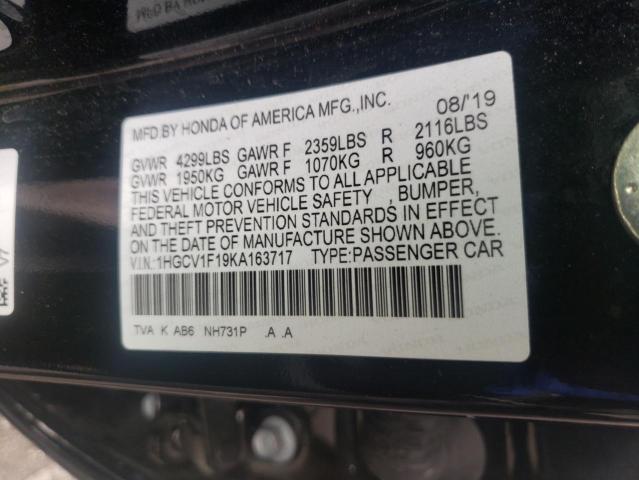 MFD.BY HONDA OF AMERICA MFG.,INC. 08/'19
GVWR 4299LBS GAWR F 2359LBS R 2116LBS
GVWR 1950KG GAWR F 1070KG R 960KG
THIS VEHICLE CONFORMS TO ALL APPLICABLE
FEDERAL MOTOR VEHICLE SAFETY , BUMPER,
AND THEFT PREVENTION STANDARDS IN EFFECT
ON THE DATE OF MANUFACTURE SHOWN ABOVE.
V.I.N.:1HGCV1F19KA163717 TYPE:PASSENGER CAR
TVA K AB6 NH731P .A .A